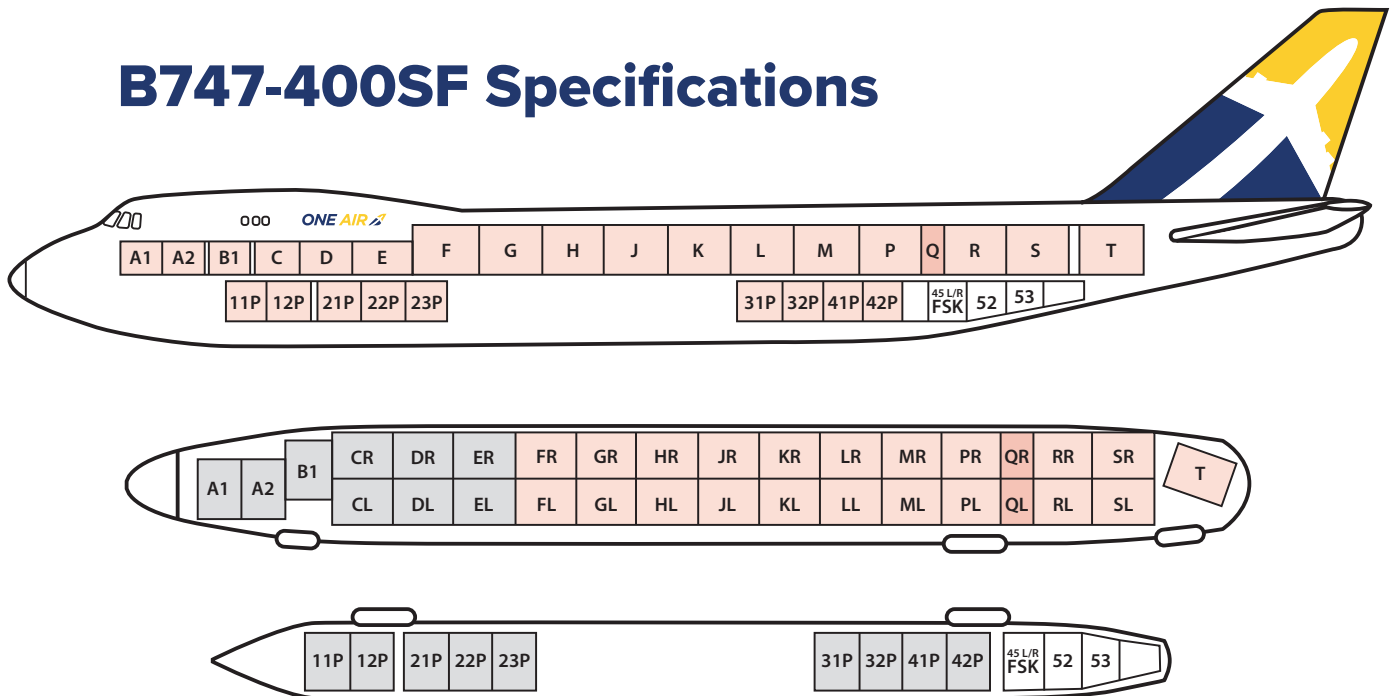 B747-400SF Specifications
ONE AIR
A1 A2 B1 C D E F G H J K L M P Q R S T
11P 12P 21P 22P 23P 31P 32P 41P 42P 45 L/R FSK 52 53
A1 A2 B1 CR DR ER FR GR HR JR KR LR MR PR QR RR SR T
CL DL EL FL GL HL JL KL LL ML PL QL RL SL
11P 12P 21P 22P 23P 31P 32P 41P 42P 45 L/R FSK 52 53